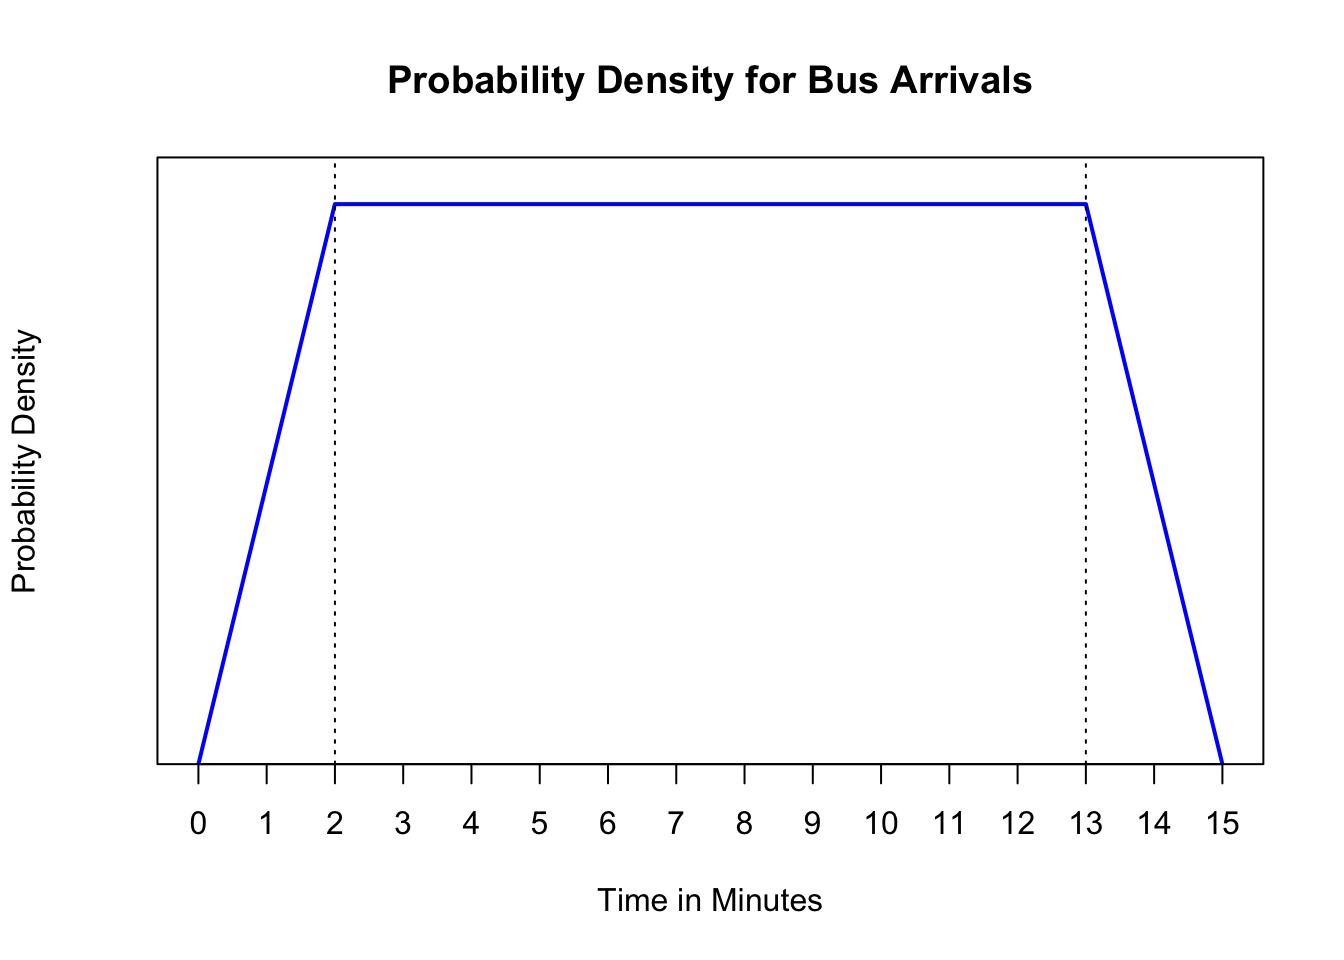 Probability Density for Bus Arrivals
Probability Density
0 1 2 3 4 5 6 7 8 9 10 11 12 13 14 15
Time in Minutes